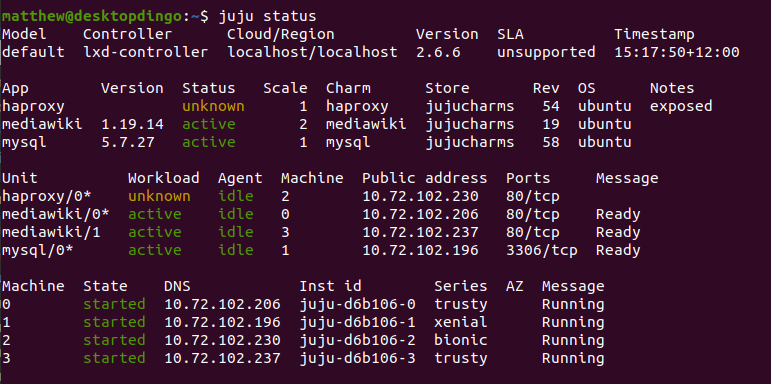 matthew@desktopdingo:~$ juju status
Model    Controller      Cloud/Region         Version  SLA          Timestamp
default  lxd-controller  localhost/localhost  2.6.6    unsupported  15:17:50+12:00

App        Version  Status   Scale  Charm      Store       Rev  OS      Notes
haproxy             unknown      1  haproxy    jujucharms   54  ubuntu  exposed
mediawiki  1.19.14  active       2  mediawiki  jujucharms   19  ubuntu
mysql      5.7.27   active       1  mysql      jujucharms   58  ubuntu

Unit          Workload  Agent  Machine  Public address  Ports     Message
haproxy/0*    unknown   idle   2        10.72.102.230   80/tcp
mediawiki/0*  active    idle   0        10.72.102.206   80/tcp    Ready
mediawiki/1   active    idle   3        10.72.102.237   80/tcp    Ready
mysql/0*      active    idle   1        10.72.102.196   3306/tcp  Ready

Machine  State    DNS            Inst id        Series  AZ  Message
0        started  10.72.102.206  juju-d6b106-0  trusty      Running
1        started  10.72.102.196  juju-d6b106-1  xenial      Running
2        started  10.72.102.230  juju-d6b106-2  bionic      Running
3        started  10.72.102.237  juju-d6b106-3  trusty      Running